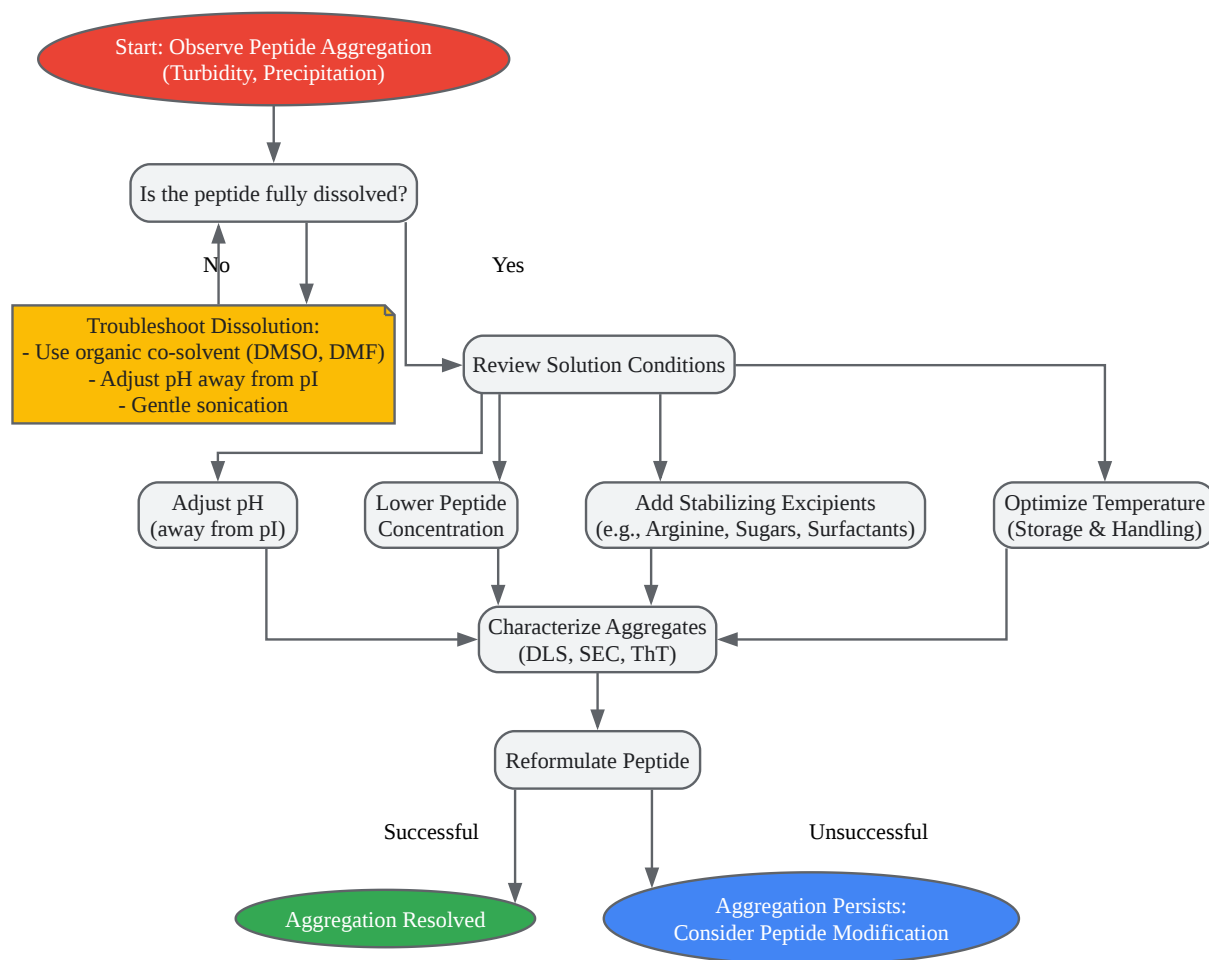 Start: Observe Peptide Aggregation
(Turbidity, Precipitation)
Is the peptide fully dissolved?
No
Yes
Troubleshoot Dissolution:
- Use organic co-solvent (DMSO, DMF)
- Adjust pH away from pI
- Gentle sonication
Review Solution Conditions
Adjust pH
(away from pI)
Lower Peptide
Concentration
Add Stabilizing Excipients
(e.g., Arginine, Sugars, Surfactants)
Optimize Temperature
(Storage & Handling)
Characterize Aggregates
(DLS, SEC, ThT)
Reformulate Peptide
Successful
Unsuccessful
Aggregation Resolved
Aggregation Persists:
Consider Peptide Modification